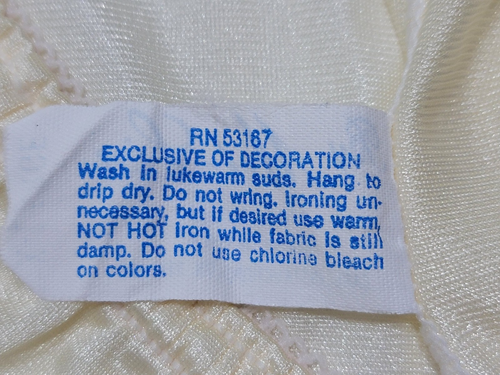 RN 53167
EXCLUSIVE OF DECORATION
Wash in lukewarm suds. Hang to
drip dry. Do not wring. Ironing un-
necessary, but if desired use warm,
NOT HOT iron while fabric is still
damp. Do not use chlorine bleach
on colors.